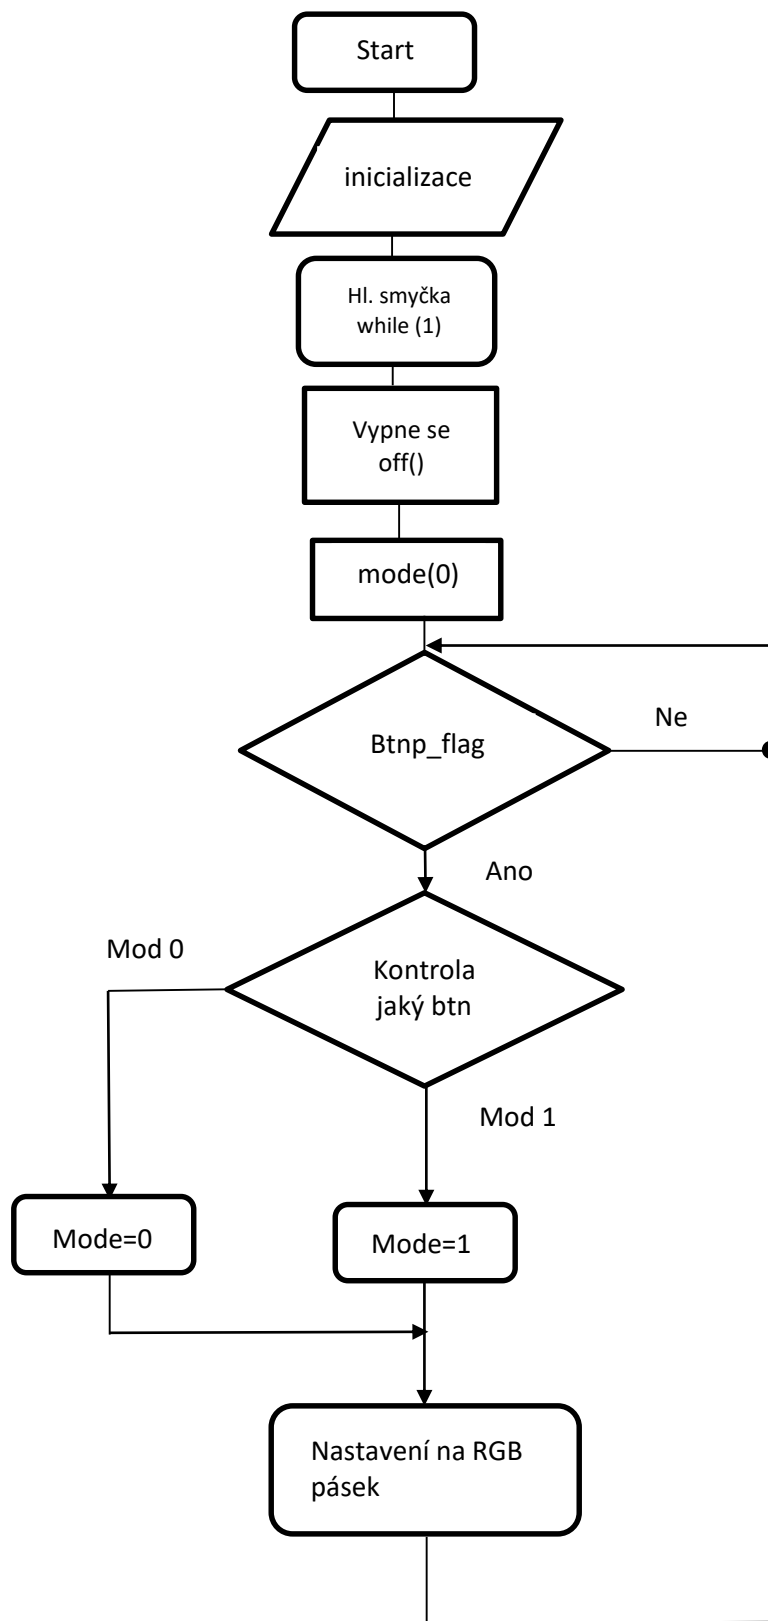 Start
inicializace
Hl. smyčka
while (1)
Vypne se
off()
mode(0)
Btnp_flag
Ne
Ano
Mod 0
Kontrola
jaký btn
Mod 1
Mode=0
Mode=1
Nastavení na RGB
pásek